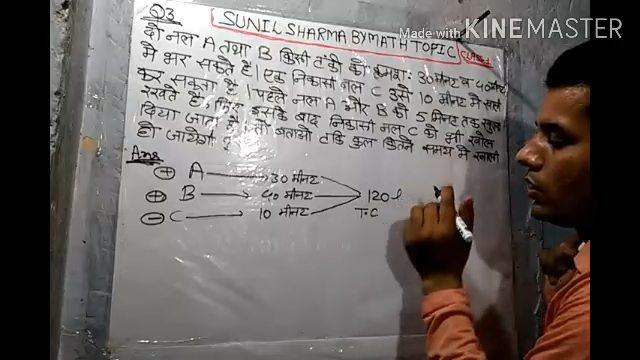 Made with KINEMASTER
Q3 SUNIL SHARMA BY MATH TOPIC
दो नल A तथा B किसी टंकी को क्रमशः 30 मीनट व 40 मीनट
में भर सकते है। एक निकासी नल C उसे 10 मीनट में खाली
कर सकता है। पहले नल A और B को 5 मिनट तक खुला
रखते है, फिर इसके बाद निकासी नल C को भी खोल
दिया जाता है। तो बताओ टंकी कुल कितने समय में खाली
हो जायेगी ?
Ans
+ A 30 मीनट
+ B 40 मीनट 120 l
- C 10 मीनट T.C